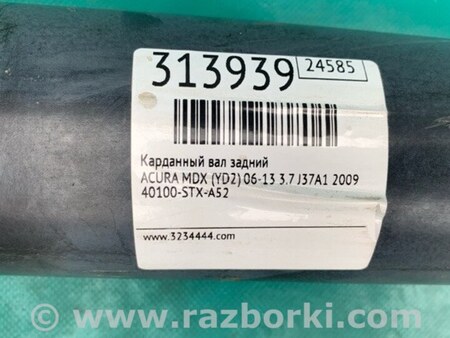 313939 24585
Карданный вал задний
ACURA MDX (YD2) 06-13 3.7 J37A1 2009
40100-STX-A52
www.3234444.com
www.razborki.com